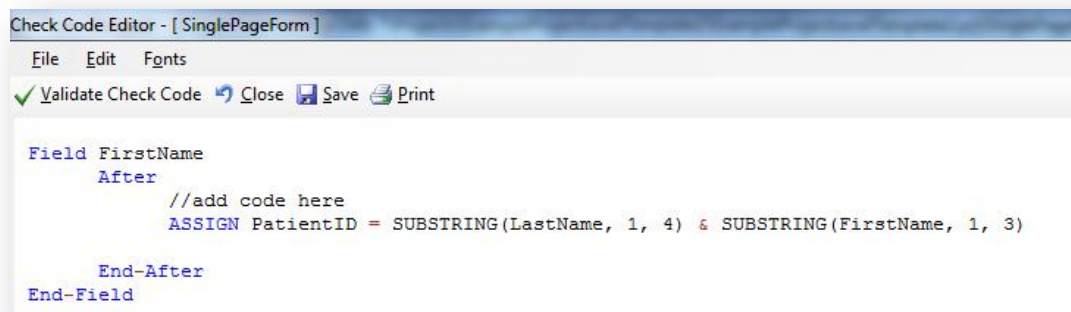 Check Code Editor - [ SinglePageForm ]
File Edit Fonts
Validate Check Code Close Save Print
Field FirstName
After
//add code here
ASSIGN PatientID = SUBSTRING(LastName, 1, 4) & SUBSTRING(FirstName, 1, 3)
End-After
End-Field